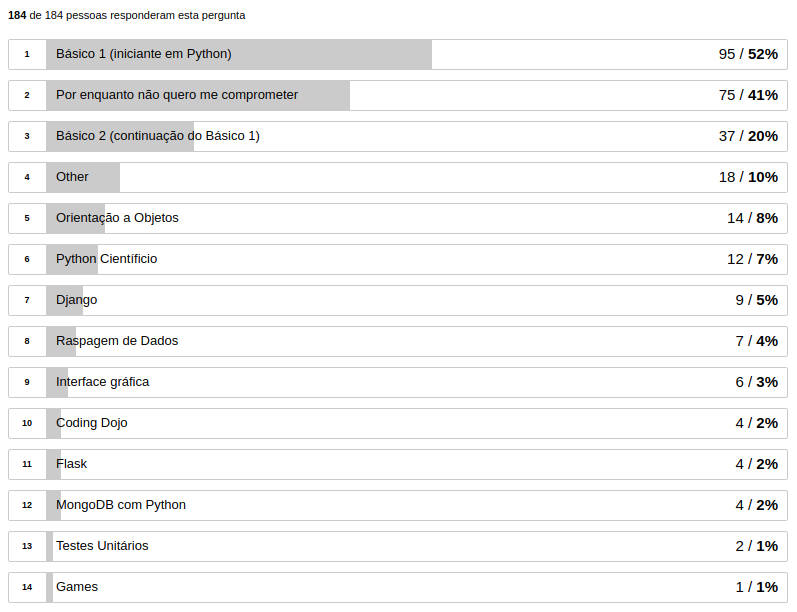 184 de 184 pessoas responderam esta pergunta
1 Básico 1 (iniciante em Python) 95 / 52%
2 Por enquanto não quero me comprometer 75 / 41%
3 Básico 2 (continuação do Básico 1) 37 / 20%
4 Other 18 / 10%
5 Orientação a Objetos 14 / 8%
6 Python Científicio 12 / 7%
7 Django 9 / 5%
8 Raspagem de Dados 7 / 4%
9 Interface gráfica 6 / 3%
10 Coding Dojo 4 / 2%
11 Flask 4 / 2%
12 MongoDB com Python 4 / 2%
13 Testes Unitários 2 / 1%
14 Games 1 / 1%